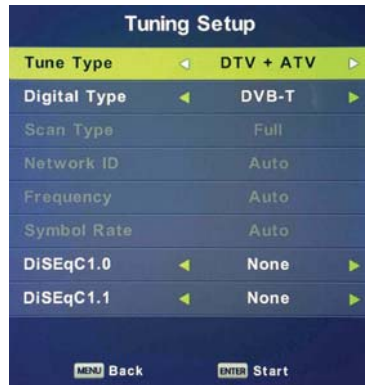 Tuning Setup
Tune Type DTV + ATV
Digital Type DVB-T
Scan Type Full
Network ID Auto
Frequency Auto
Symbol Rate Auto
DiSEqC1.0 None
DiSEqC1.1 None
MENU Back ENTER Start